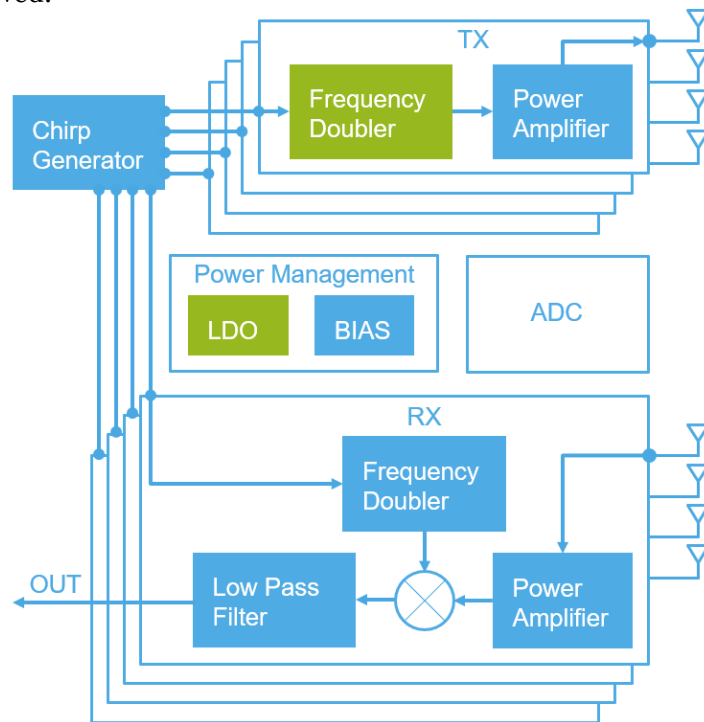 TX
Chirp
Generator
Frequency
Doubler
Power
Amplifier
Power Management
LDO
BIAS
ADC
RX
Frequency
Doubler
OUT
Low Pass
Filter
Power
Amplifier